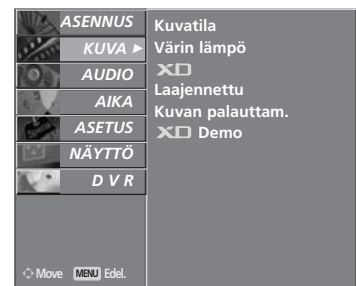 ASENNUS
KUVA ►
AUDIO
AIKA
ASETUS
NÄYTTÖ
D V R
Kuvatila
Värin lämpö
XD
Laajennettu
Kuvan palauttam.
XD Demo
Move MENU Edel.